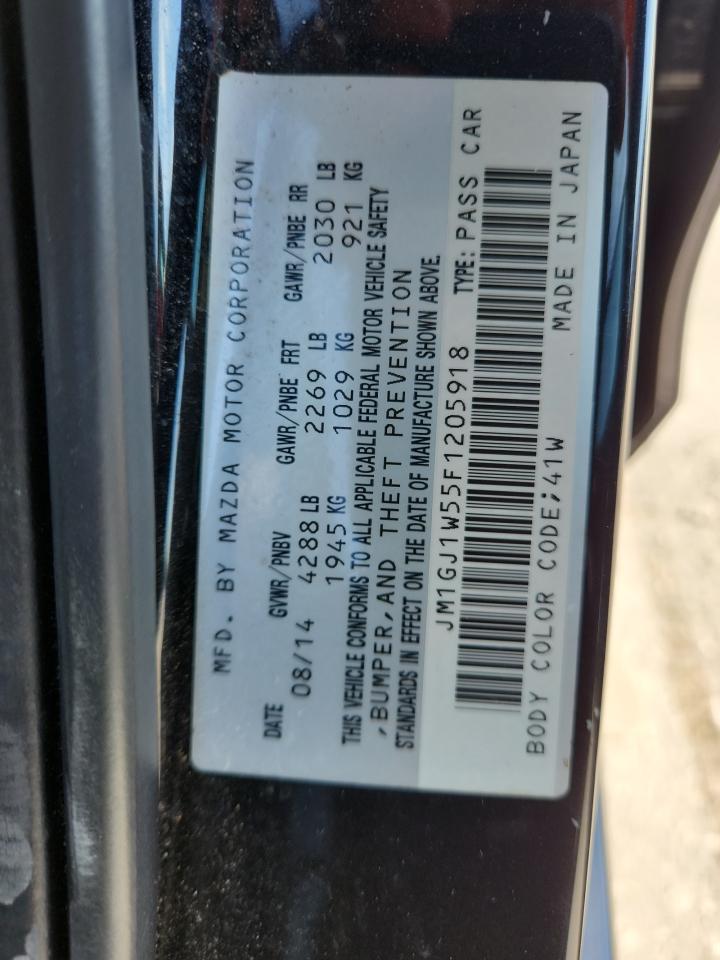 MFD. BY MAZDA MOTOR CORPORATION
DATE GVWR/PNBV GAWR/PNBE FRT GAWR/PNBE RR
08/14 4288 LB 2269 LB 2030 LB
1945 KG 1029 KG 921 KG
THIS VEHICLE CONFORMS TO ALL APPLICABLE FEDERAL MOTOR VEHICLE SAFETY
,BUMPER,AND THEFT PREVENTION
STANDARDS IN EFFECT ON THE DATE OF MANUFACTURE SHOWN ABOVE.
JM1GJ1W55F1205918 TYPE: PASS CAR
BODY COLOR CODE;41W MADE IN JAPAN